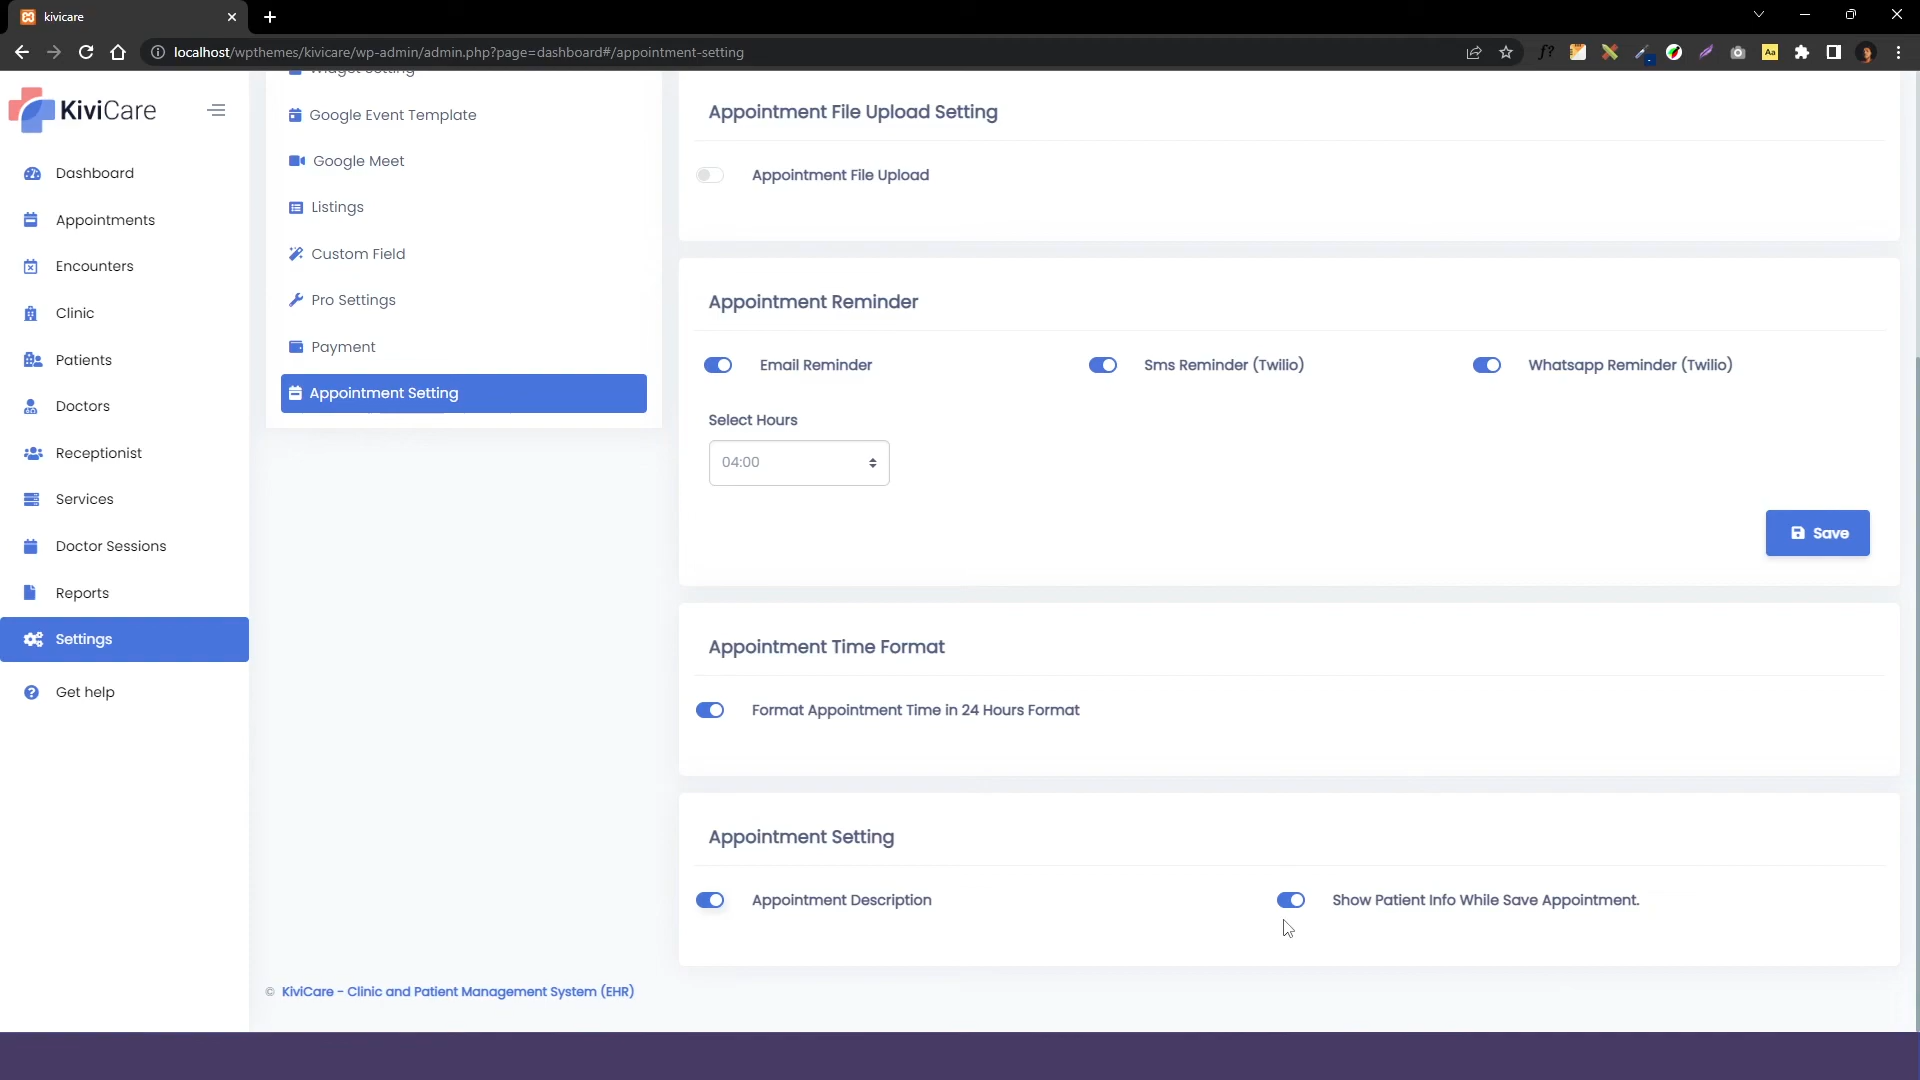 kivicare
localhost/wpthemes/kivicare/wp-admin/admin.php?page=dashboard#/appointment-setting
KiviCare
Dashboard
Appointments
Encounters
Clinic
Patients
Doctors
Receptionist
Services
Doctor Sessions
Reports
Settings
Get help
Widget Setting
Google Event Template
Google Meet
Listings
Custom Field
Pro Settings
Payment
Appointment Setting
Appointment File Upload Setting
Appointment File Upload
Appointment Reminder
Email Reminder
Sms Reminder (Twilio)
Whatsapp Reminder (Twilio)
Select Hours
04:00
Save
Appointment Time Format
Format Appointment Time in 24 Hours Format
Appointment Setting
Appointment Description
Show Patient Info While Save Appointment.
© KiviCare - Clinic and Patient Management System (EHR)